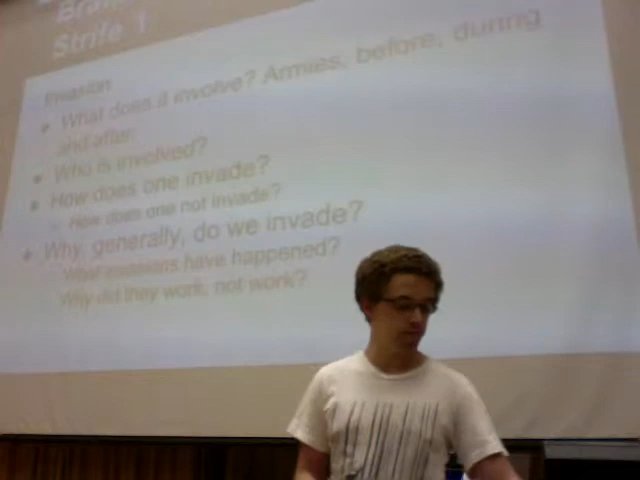 Strife 1
Invasion
What does it involve? Armies, before, during
and after
Who is involved?
How does one invade?
How does one not invade?
Why, generally, do we invade?
What invasions have happened?
Why did they work, not work?